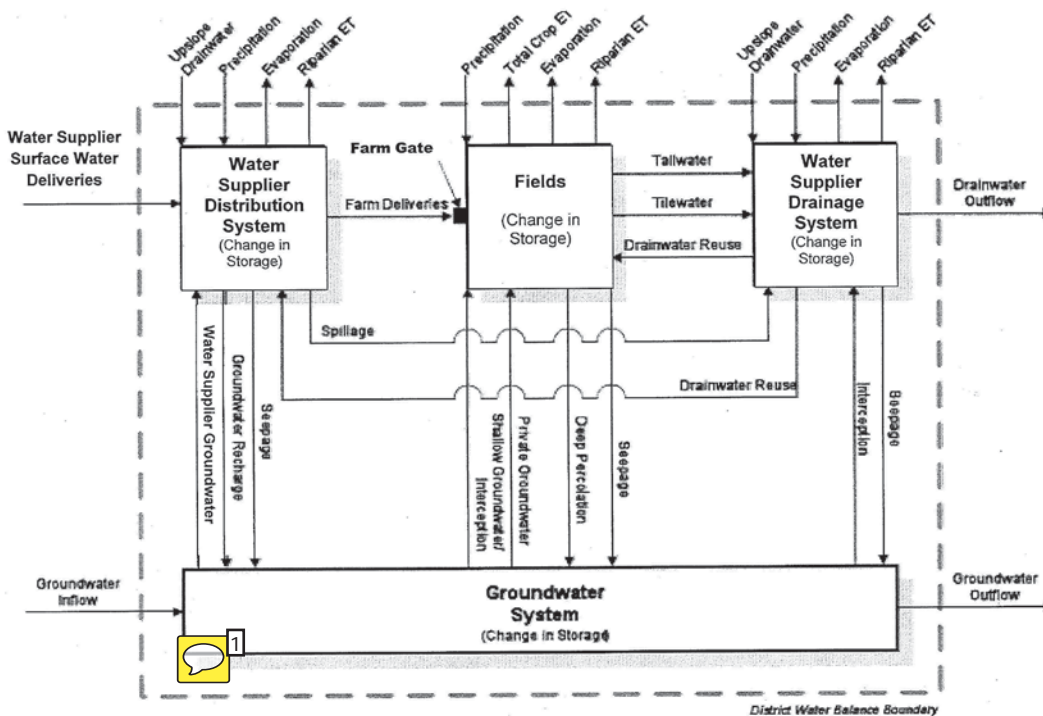 Upslope
Drainwater
Precipitation
Evaporation
Riparian ET
Precipitation
Total Crop ET
Evaporation
Riparian ET
Upslope
Drainwater
Precipitation
Evaporation
Riparian ET
Water Supplier
Surface Water
Deliveries
Water
Supplier
Distribution
System
(Change in
Storage)
Farm Gate
Farm Deliveries
Fields
(Change in
Storage)
Tailwater
Tilewater
Drainwater Reuse
Water
Supplier
Drainage
System
(Change in
Storage)
Drainwater
Outflow
Spillage
Drainwater Reuse
Water Supplier Groundwater
Groundwater Recharge
Seepage
Shallow Groundwater/
Interception
Private Groundwater
Deep Percolation
Seepage
Interception
Seepage
Groundwater
Inflow
Groundwater
System
(Change in Storage)
Groundwater
Outflow
1
District Water Balance Boundary